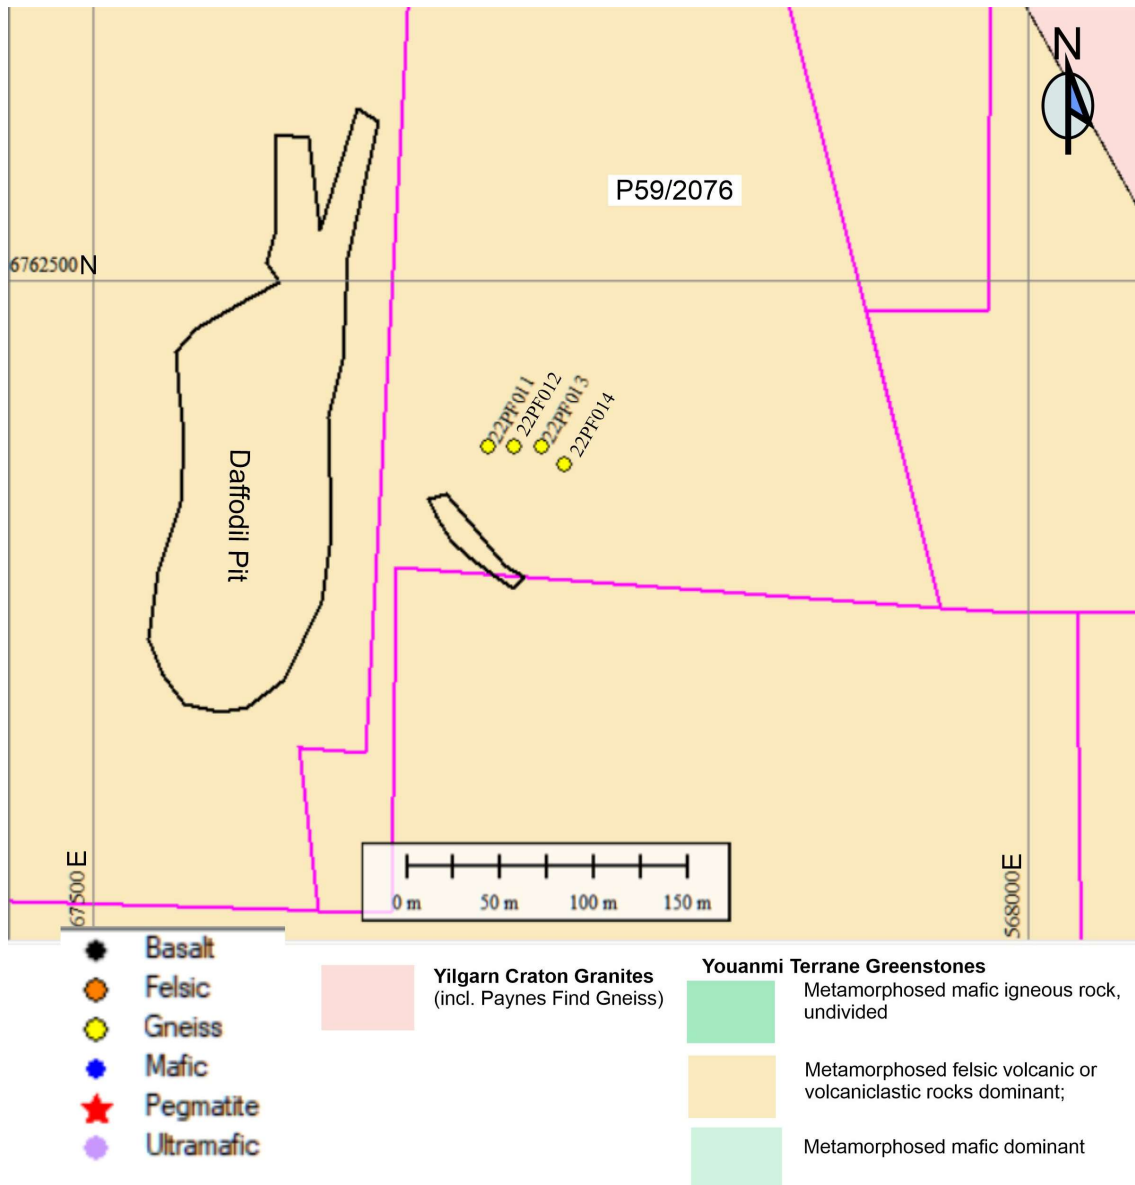 N
P59/2076
6762500 N
22PF011
22PF012
22PF013
22PF014
Daffodil Pit
67500 E
568000E
0 m 50 m 100 m 150 m
Basalt
Felsic
Gneiss
Mafic
Pegmatite
Ultramafic
Yilgarn Craton Granites
(incl. Paynes Find Gneiss)
Youanmi Terrane Greenstones
Metamorphosed mafic igneous rock,
undivided
Metamorphosed felsic volcanic or
volcaniclastic rocks dominant;
Metamorphosed mafic dominant